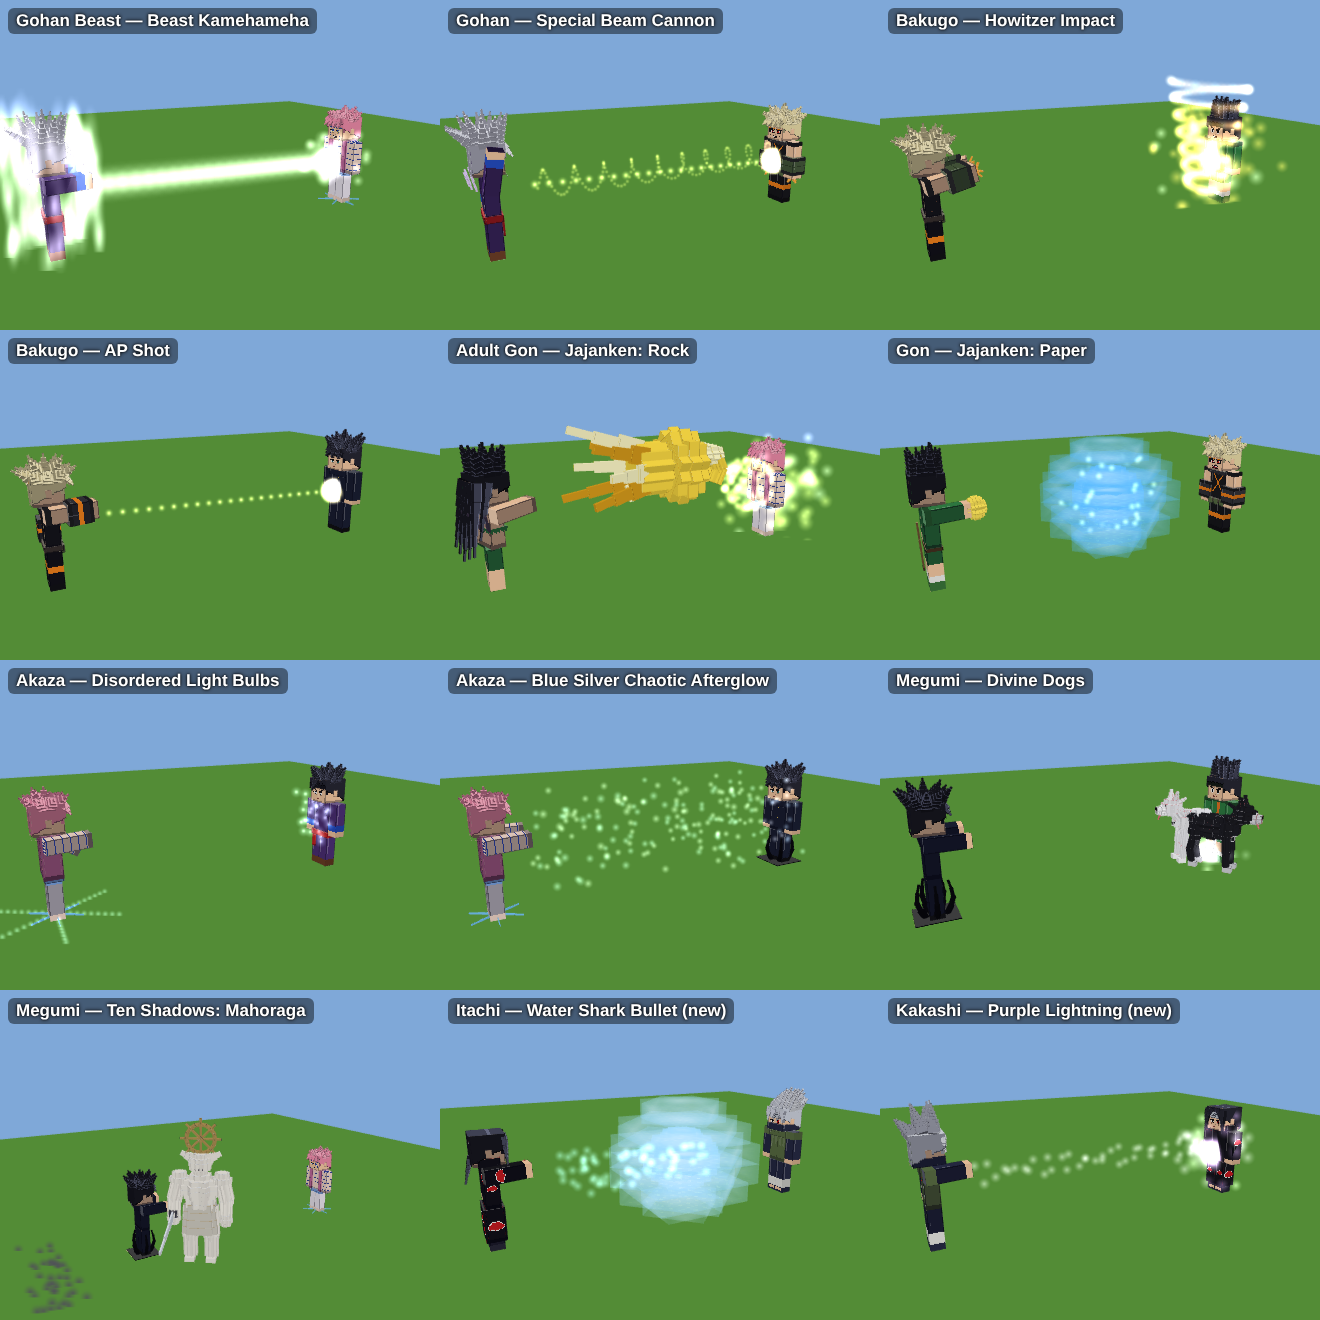 Gohan Beast — Beast Kamehameha
Gohan — Special Beam Cannon
Bakugo — Howitzer Impact
Bakugo — AP Shot
Adult Gon — Jajanken: Rock
Gon — Jajanken: Paper
Akaza — Disordered Light Bulbs
Akaza — Blue Silver Chaotic Afterglow
Megumi — Divine Dogs
Megumi — Ten Shadows: Mahoraga
Itachi — Water Shark Bullet (new)
Kakashi — Purple Lightning (new)